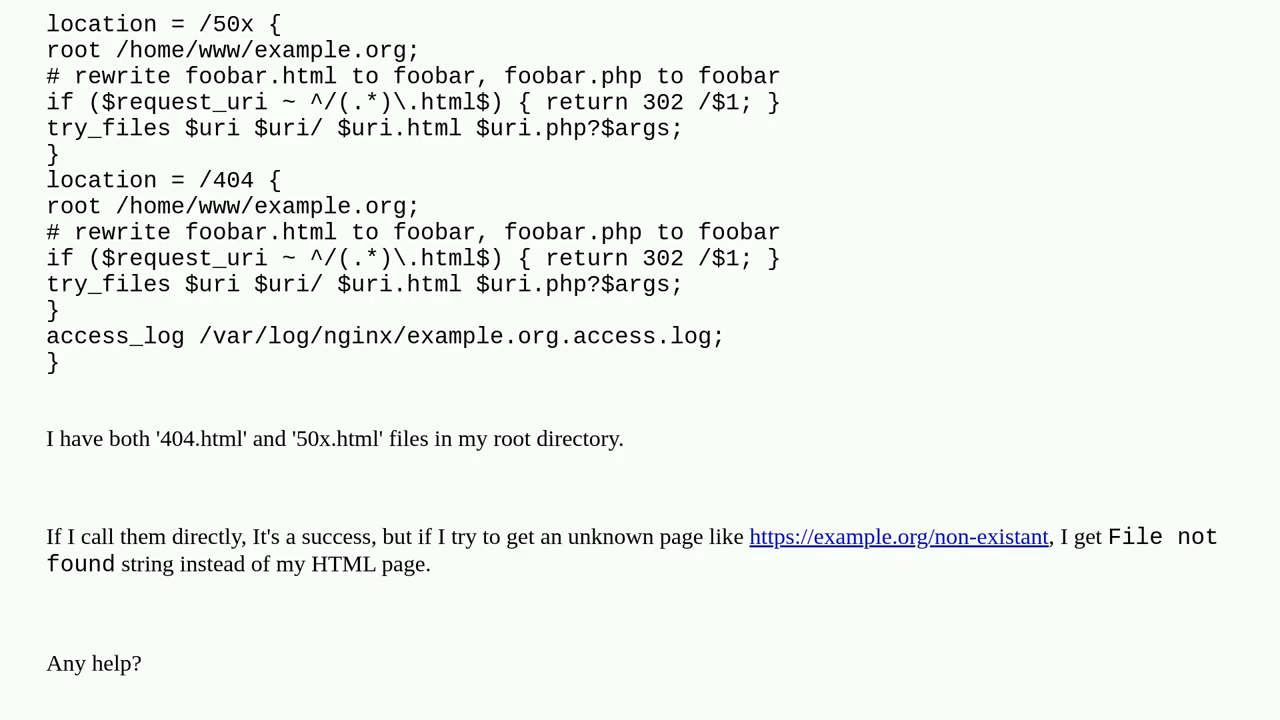 location = /50x {
root /home/www/example.org;
# rewrite foobar.html to foobar, foobar.php to foobar
if ($request_uri ~ ^/(.*)\.html$) { return 302 /$1; }
try_files $uri $uri/ $uri.html $uri.php?$args;
}
location = /404 {
root /home/www/example.org;
# rewrite foobar.html to foobar, foobar.php to foobar
if ($request_uri ~ ^/(.*)\.html$) { return 302 /$1; }
try_files $uri $uri/ $uri.html $uri.php?$args;
}
access_log /var/log/nginx/example.org.access.log;
}
I have both '404.html' and '50x.html' files in my root directory.
If I call them directly, It's a success, but if I try to get an unknown page like https://example.org/non-existant, I get File not
found string instead of my HTML page.
Any help?